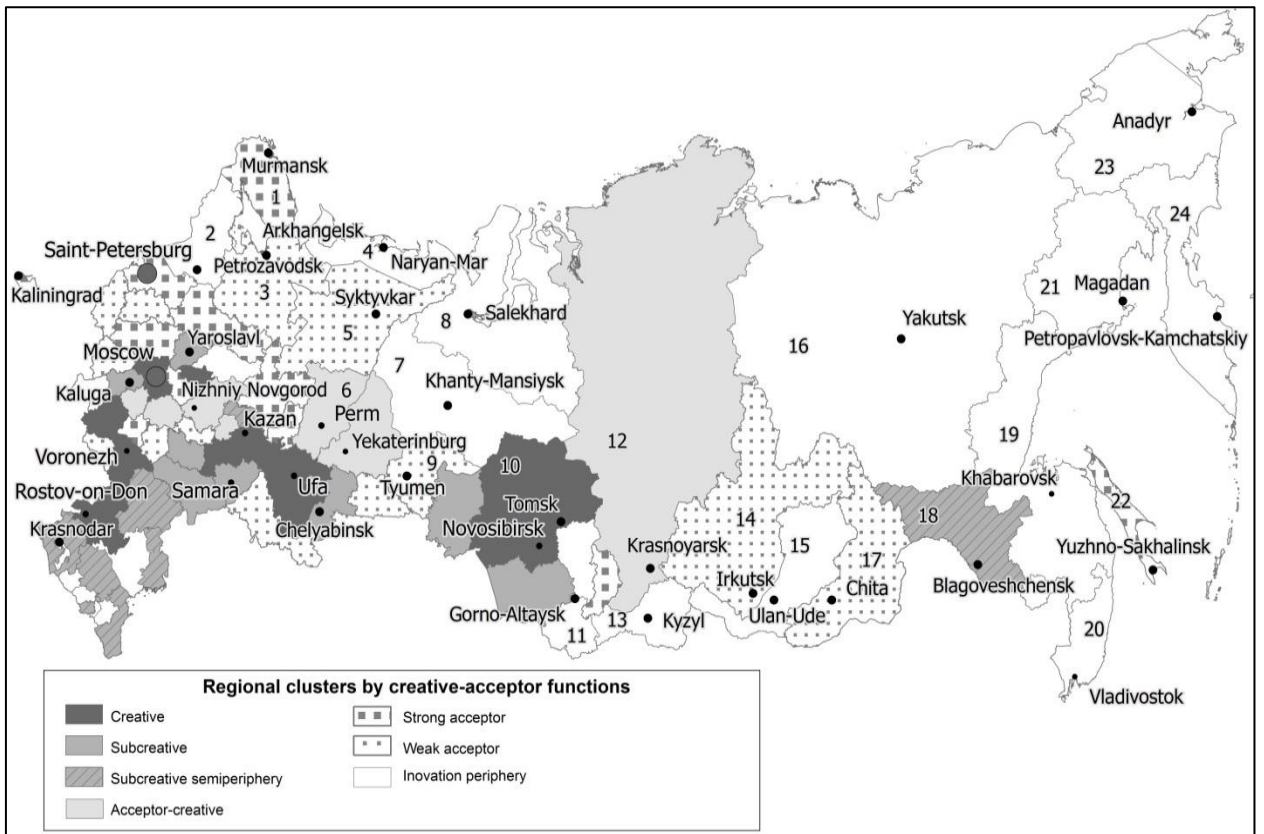 Anadyr
Murmansk
23
1
24
2
Arkhangelsk
Saint-Petersburg
4
Naryan-Mar
Petrozavodsk
Kaliningrad
3
21
Magadan
Syktyvkar
8
Salekhard
Petropavlovsk-Kamchatskiy
5
16
Yakutsk
Yaroslavl
Moscow
7
Kaluga
Nizhniy Novgorod
6
Khanty-Mansiysk
Kazan
Perm
12
19
Yekaterinburg
Voronezh
9
10
Khabarovsk
Rostov-on-Don
Samara
Ufa
Tyumen
22
Tomsk
14
18
Krasnodar
Chelyabinsk
Novosibirsk
15
17
Krasnoyarsk
Yuzhno-Sakhalinsk
Irkutsk
Chita
Blagoveshchensk
Gorno-Altaysk
13
Kyzyl
Ulan-Ude
11
20
Vladivostok
Regional clusters by creative-acceptor functions
Creative
Subcreative
Subcreative semiperiphery
Acceptor-creative
Strong acceptor
Weak acceptor
Inovation periphery